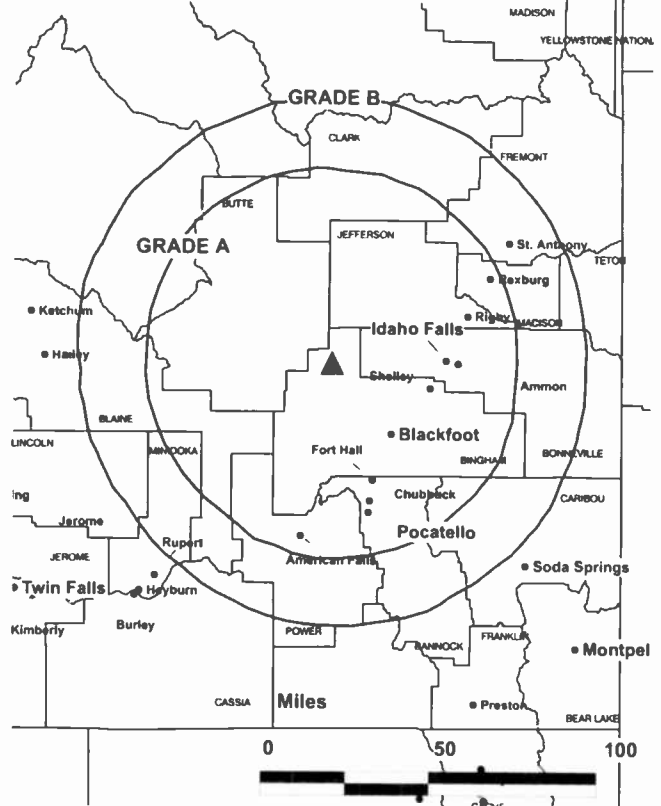 MADISON
YELLOWSTONE NATION
GRADE B
CLARK
FREMONT
BUTTE
JEFFERSON
GRADE A
St. Anthony
TETON
Rexburg
Ketchum
Rigby
MADISON
Idaho Falls
Hailey
Shelley
Ammon
BLAINE
LINCOLN
Blackfoot
MINIDOKA
Fort Hall
BINGHAM
BONNEVILLE
ng
Chubbuck
CARIBOU
Jerome
Pocatello
Rupert
JEROME
American Falls
Soda Springs
Twin Falls
Heyburn
Kimberly
Burley
POWER
FRANKLIN
BANNOCK
Montpel
CASSIA
Miles
Preston
BEAR LAKE
0 50 100